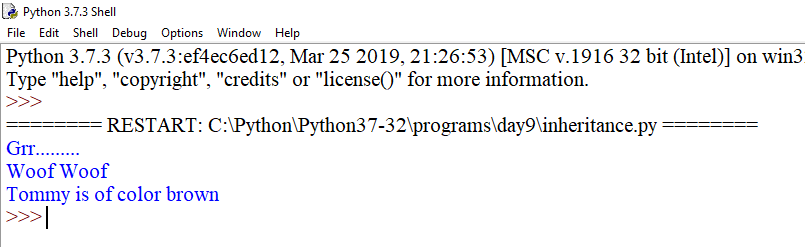 Python 3.7.3 Shell
File Edit Shell Debug Options Window Help
Python 3.7.3 (v3.7.3:ef4ec6ed12, Mar 25 2019, 21:26:53) [MSC v.1916 32 bit (Intel)] on win3
Type "help", "copyright", "credits" or "license()" for more information.
>>>
======== RESTART: C:\Python\Python37-32\programs\day9\inheritance.py ========
Grr.........
Woof Woof
Tommy is of color brown
>>>